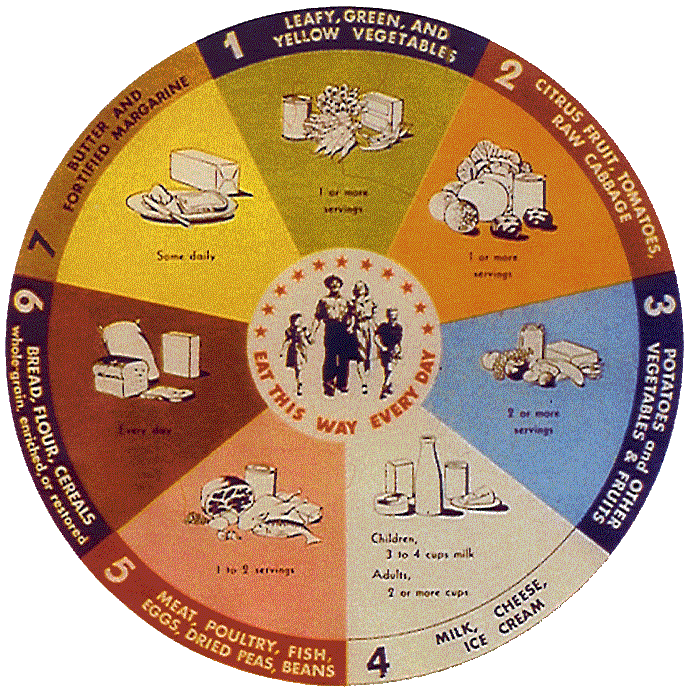 1
LEAFY, GREEN, AND
YELLOW VEGETABLES
1 or more
servings
2
CITRUS FRUIT, TOMATOES,
RAW CABBAGE
1 or more
servings
3
POTATOES and OTHER
VEGETABLES & FRUITS
2 or more
servings
4
MILK, CHEESE,
ICE CREAM
Children,
3 to 4 cups milk
Adults,
2 or more cups
5
MEAT, POULTRY, FISH,
EGGS, DRIED PEAS, BEANS
1 to 2 servings
6
BREAD, FLOUR, CEREALS
whole-grain, enriched, or restored
Every day
7
BUTTER AND
FORTIFIED MARGARINE
Some daily
EAT THIS WAY EVERY DAY